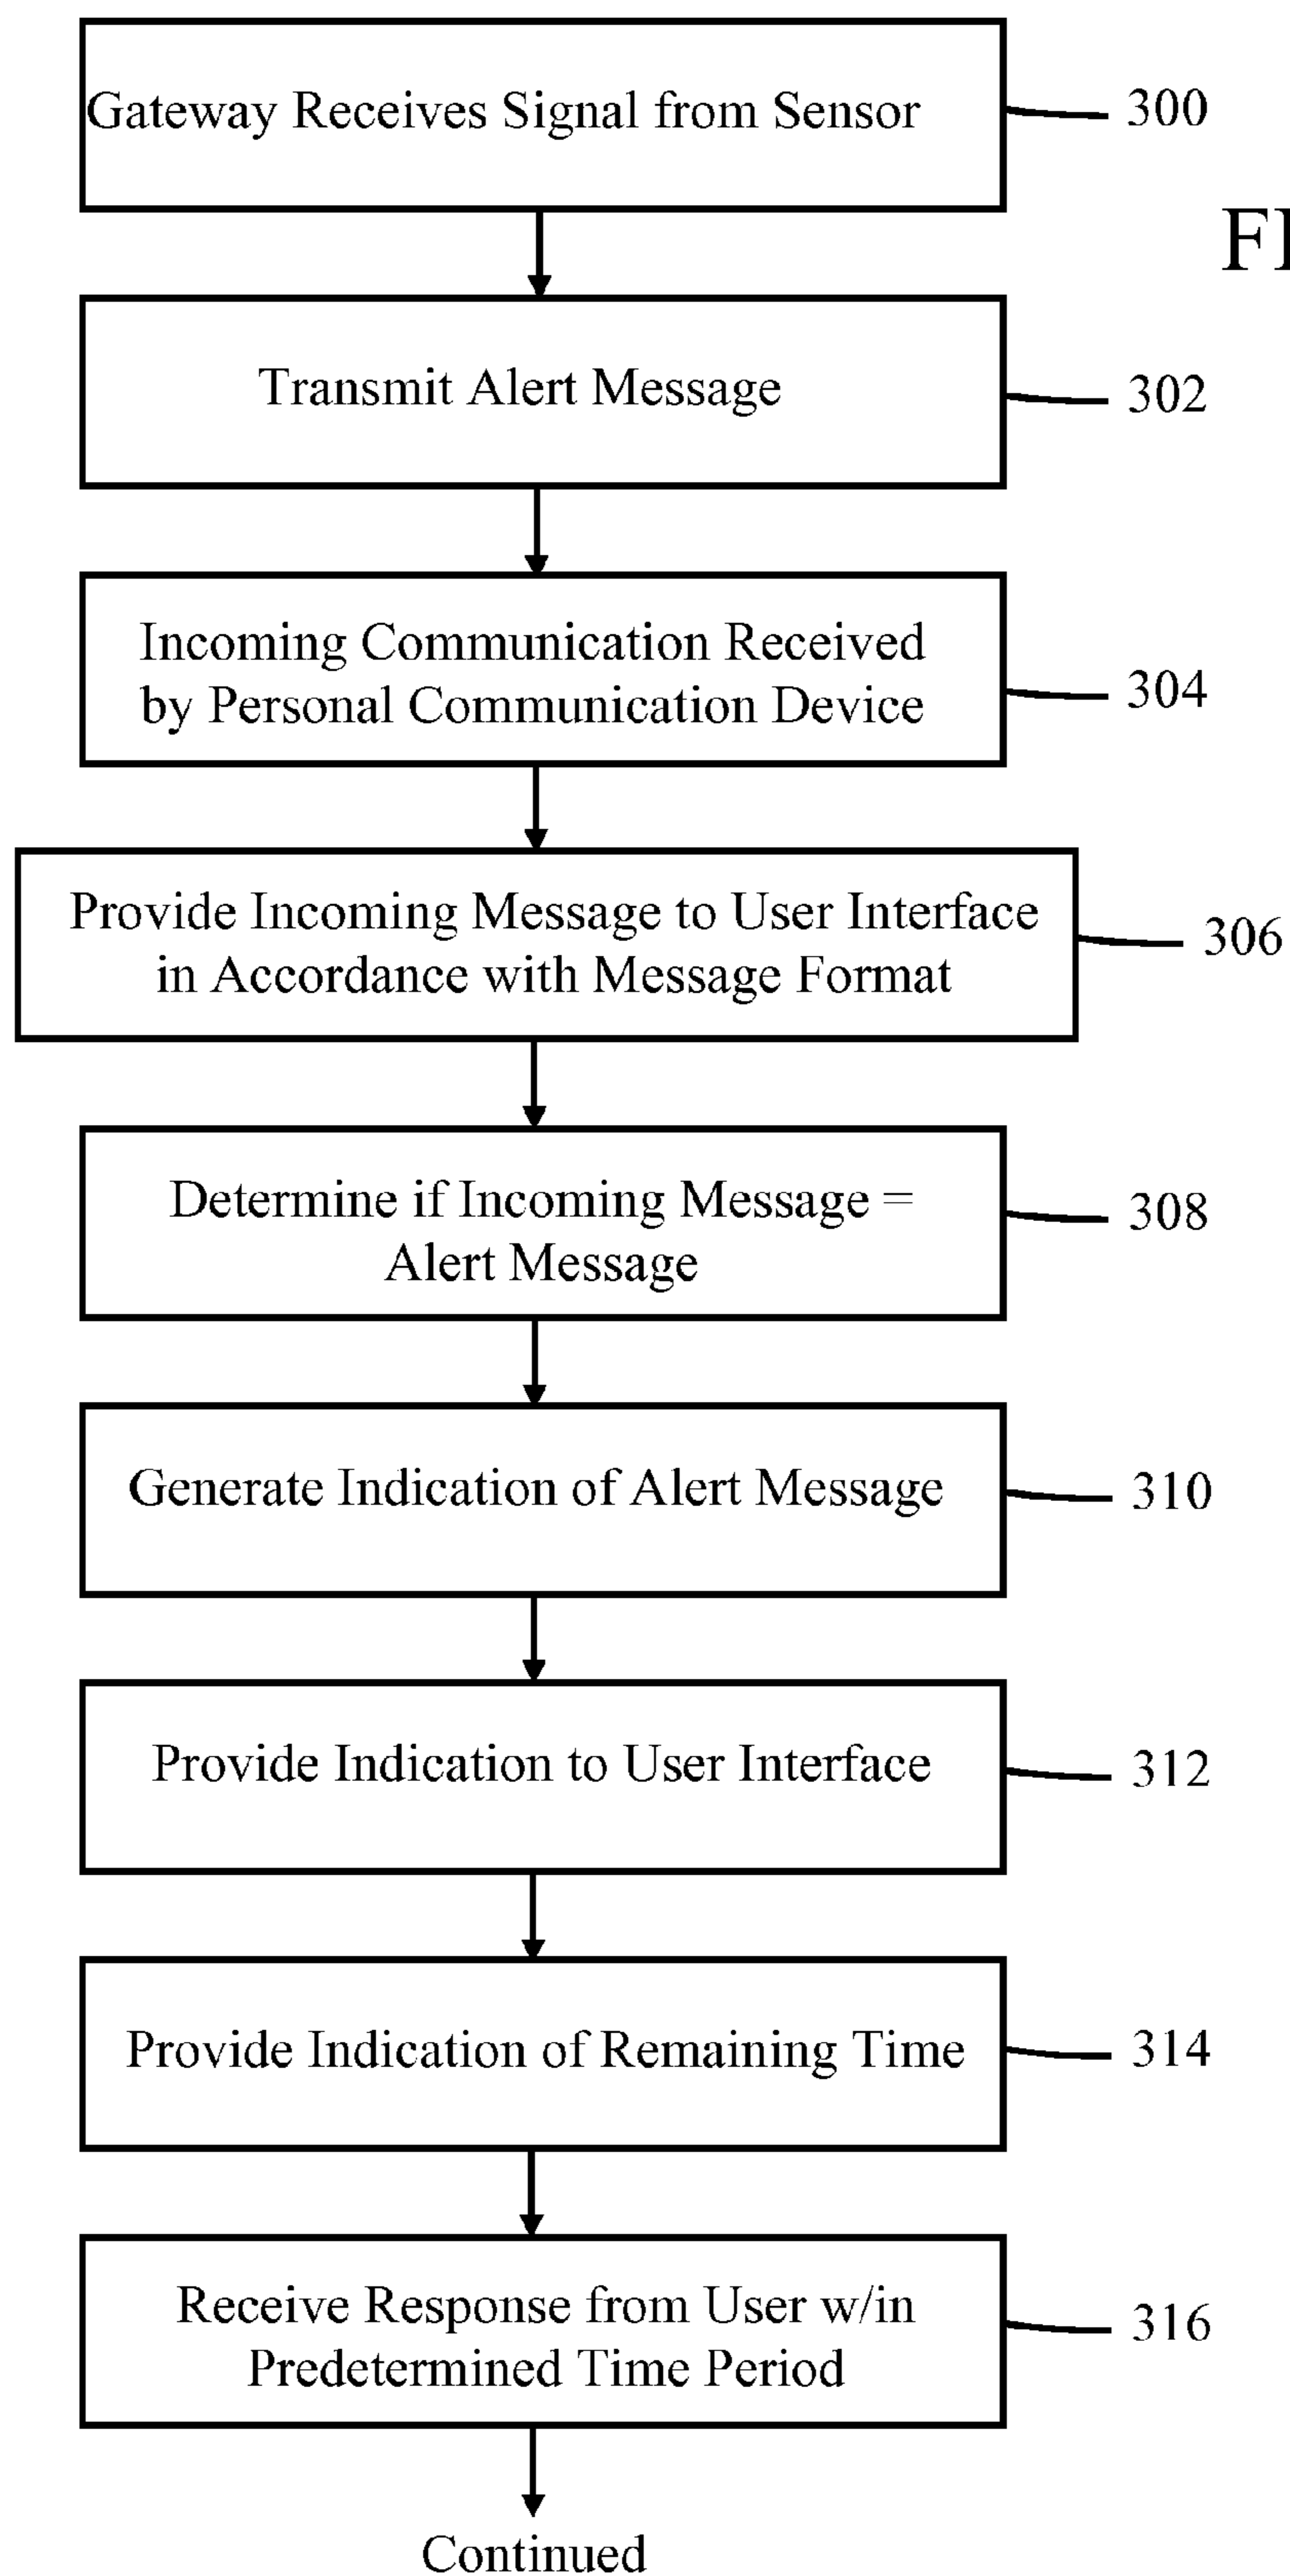 Gateway Receives Signal from Sensor
300
FI
Transmit Alert Message
302
Incoming Communication Received
by Personal Communication Device
304
Provide Incoming Message to User Interface
in Accordance with Message Format
306
Determine if Incoming Message =
Alert Message
308
Generate Indication of Alert Message
310
Provide Indication to User Interface
312
Provide Indication of Remaining Time
314
Receive Response from User w/in
Predetermined Time Period
316
Continued